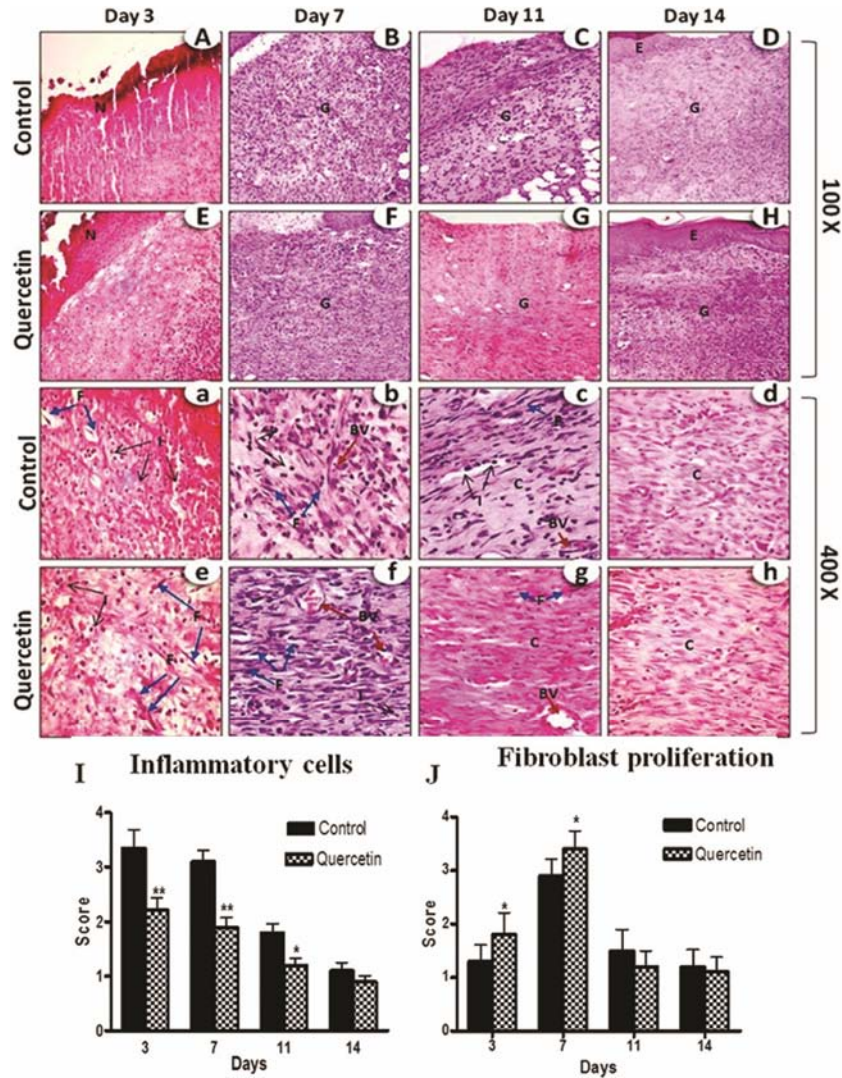 Day 3 Day 7 Day 11 Day 14
Control A N B G C G D E G
Quercetin E N F G G G H E G
100 X
Control a F I b I F BV c I C BV d C
Quercetin e I F F f BV F I g F C BV h C
400 X
I Inflammatory cells
4
3
2
1
0
Score
Control
Quercetin
** ** *
3 7 11 14
Days
J Fibroblast proliferation
4
3
2
1
0
Score
Control
Quercetin
* *
3 7 11 14
Days